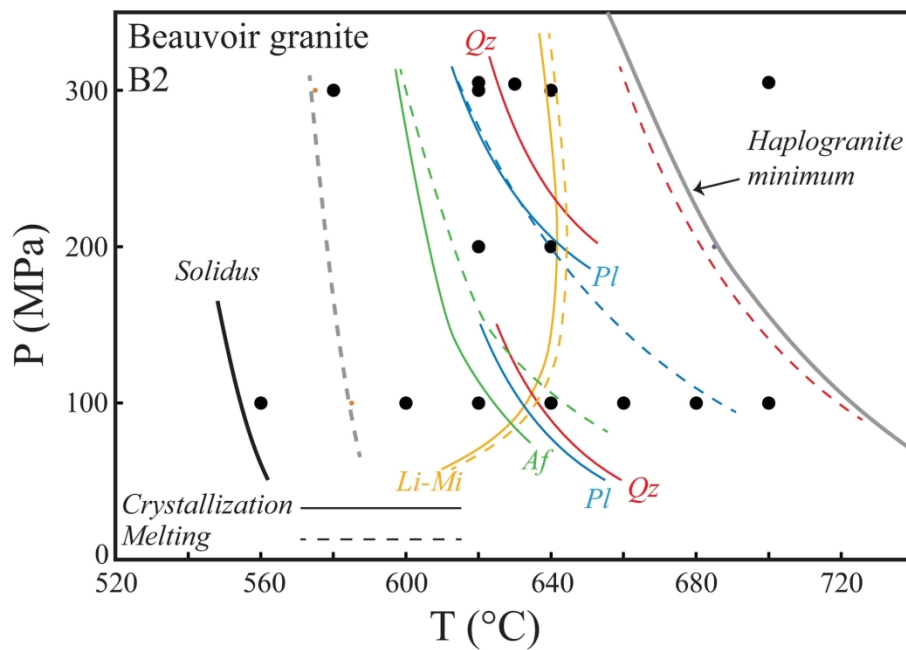 Beauvoir granite
B2
Qz
300
Haplogranite
minimum
Solidus
200
Pl
P (MPa)
100
Li-Mi
Af
Pl
Qz
Crystallization
Melting
0
520
560
600
640
680
720
T (°C)